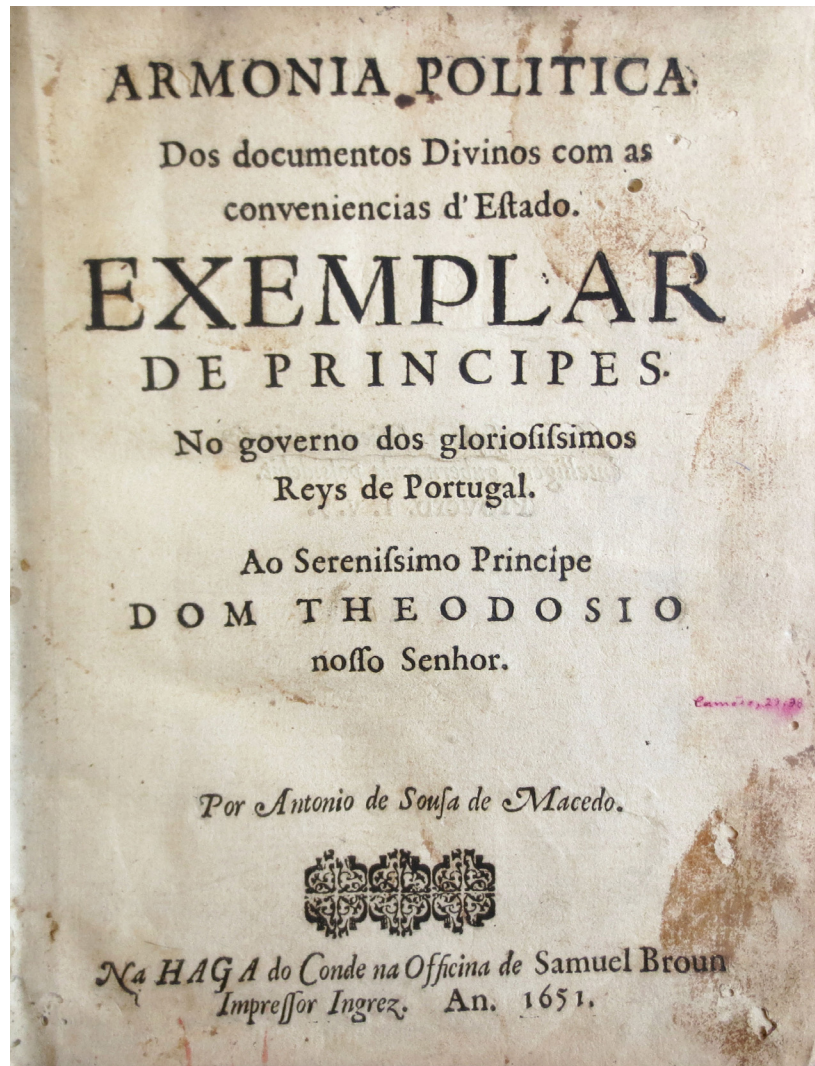 ARMONIA POLITICA.
Dos documentos Divinos com as
conveniencias d'Eſtado.
EXEMPLAR
DE PRINCIPES.
No governo dos glorioſiſsimos
Reys de Portugal.
Ao Sereniſsimo Principe
DOM THEODOSIO
noſſo Senhor.
Por Antonio de Souſa de Macedo.
Na HAGA do Conde na Officina de Samuel Broun
Impreſſor Ingrez. An. 1651.